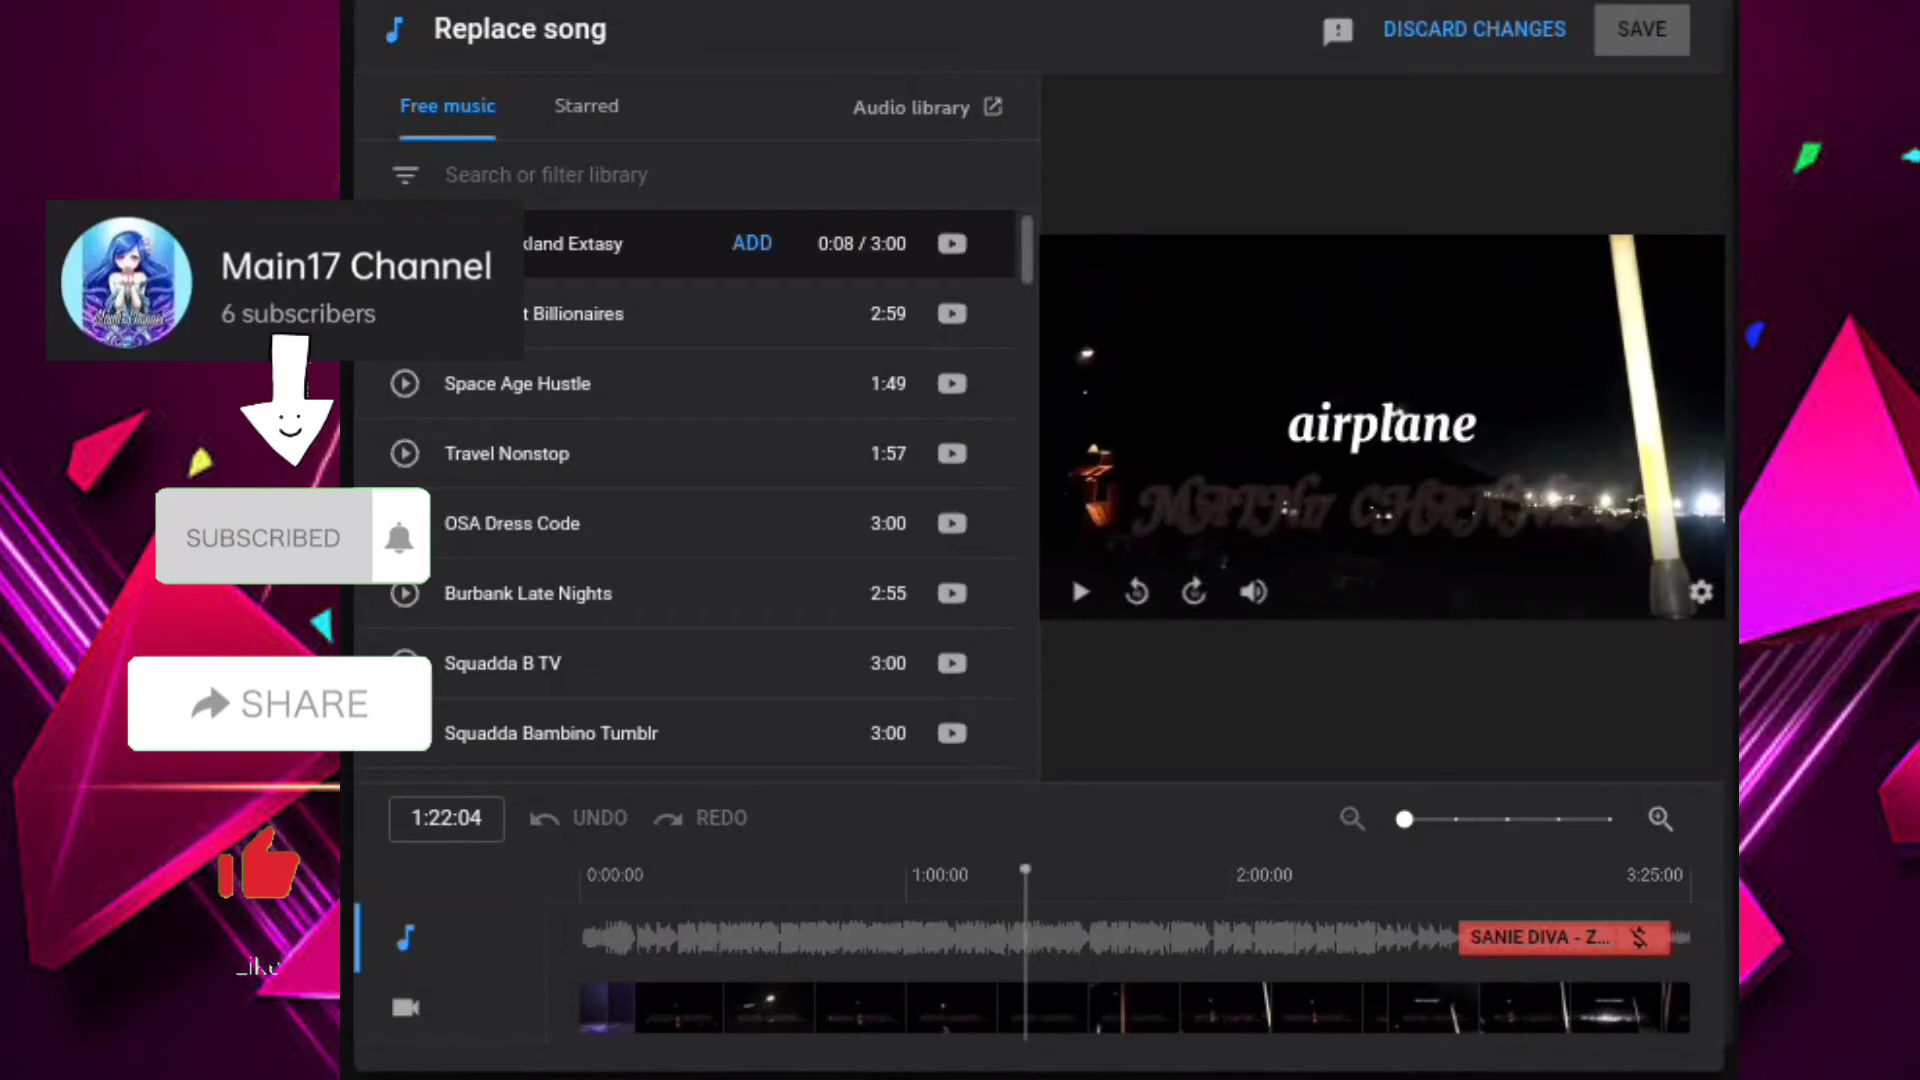 Replace song
DISCARD CHANGES
SAVE
Free music
Starred
Audio library
Search or filter library
kland Extasy
ADD
0:08 / 3:00
t Billionaires
2:59
Main17 Channel
6 subscribers
Space Age Hustle
1:49
Travel Nonstop
1:57
OSA Dress Code
3:00
Burbank Late Nights
2:55
Squadda B TV
3:00
Squadda Bambino Tumblr
3:00
SUBSCRIBED
SHARE
airplane
1:22:04
UNDO
REDO
0:00:00
1:00:00
2:00:00
3:25:00
SANIE DIVA - Z...